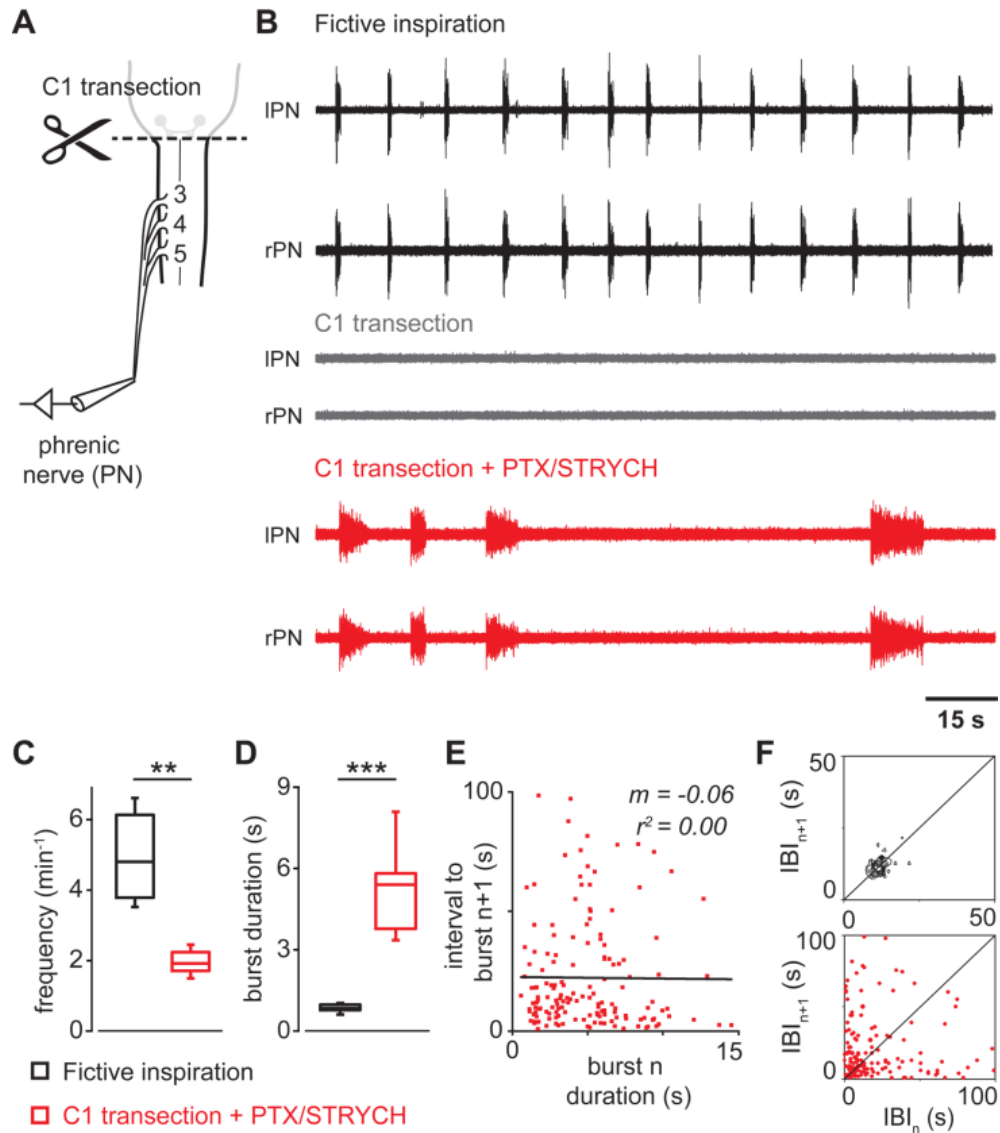 A
C1 transection
3
4
5
phrenic
nerve (PN)
B
Fictive inspiration
lPN
rPN
C1 transection
lPN
rPN
C1 transection + PTX/STRYCH
lPN
rPN
15 s
C
**
frequency (min⁻¹)
6
4
2
0
D
***
burst duration (s)
9
6
3
0
E
m = -0.06
r² = 0.00
interval to
burst n+1 (s)
100
0
0
15
burst n
duration (s)
F
IBIₙ₊₁ (s)
50
0
0
50
IBIₙ₊₁ (s)
100
0
0
100
IBIₙ (s)
Fictive inspiration
C1 transection + PTX/STRYCH